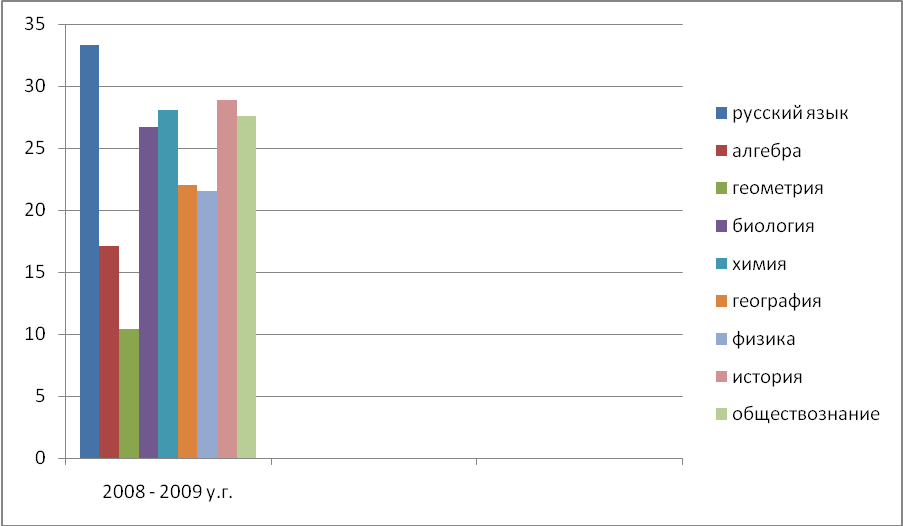 35
30
25
20
15
10
5
0
2008 - 2009 у.г.
русский язык
алгебра
геометрия
биология
химия
география
физика
история
обществознание